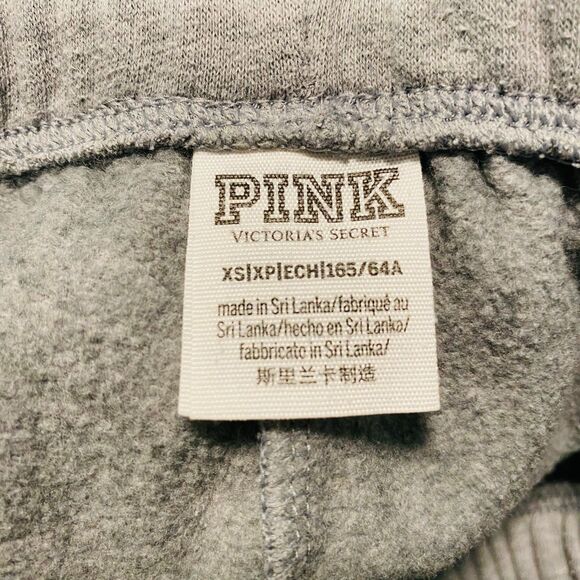 PINK
VICTORIA'S SECRET
XS|XP|ECH|165/64A
made in Sri Lanka/fabriqué au
Sri Lanka/hecho en Sri Lanka/
fabbricato in Sri Lanka/
斯里兰卡制造